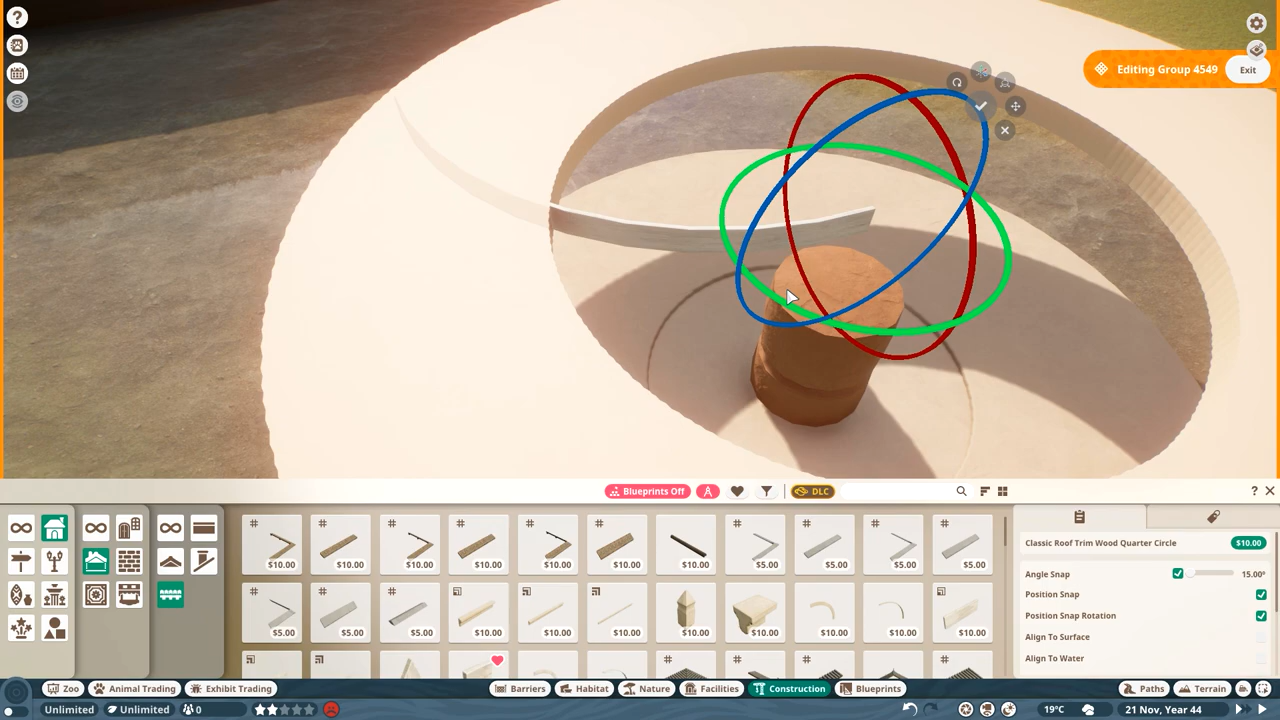 ?
Editing Group 4549
Exit
Blueprints Off
DLC
?
$10.00 $10.00 $10.00 $10.00 $10.00 $10.00 $10.00 $5.00 $5.00 $5.00 $5.00
$5.00 $5.00 $5.00 $10.00 $10.00 $10.00 $10.00 $10.00 $10.00 $10.00 $10.00
Classic Roof Trim Wood Quarter Circle $10.00
Angle Snap 15.00°
Position Snap
Position Snap Rotation
Align To Surface
Align To Water
Zoo Animal Trading Exhibit Trading Barriers Habitat Nature Facilities Construction Blueprints Paths Terrain
Unlimited Unlimited 0 19°C 21 Nov, Year 44